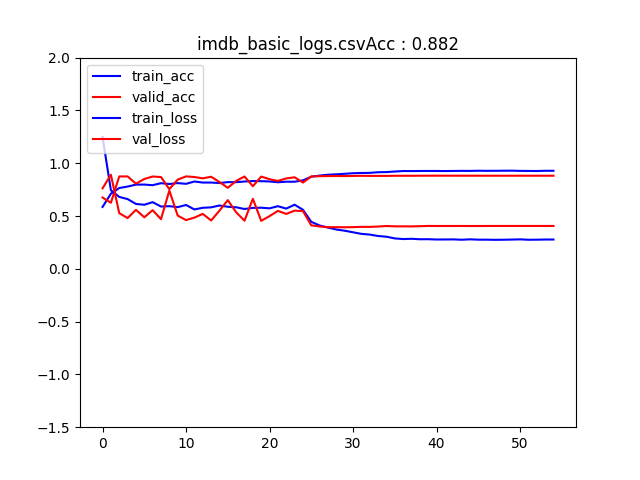 imdb_basic_logs.csvAcc : 0.882
train_acc
valid_acc
train_loss
val_loss
2.0
1.5
1.0
0.5
0.0
−0.5
−1.0
−1.5
0 10 20 30 40 50